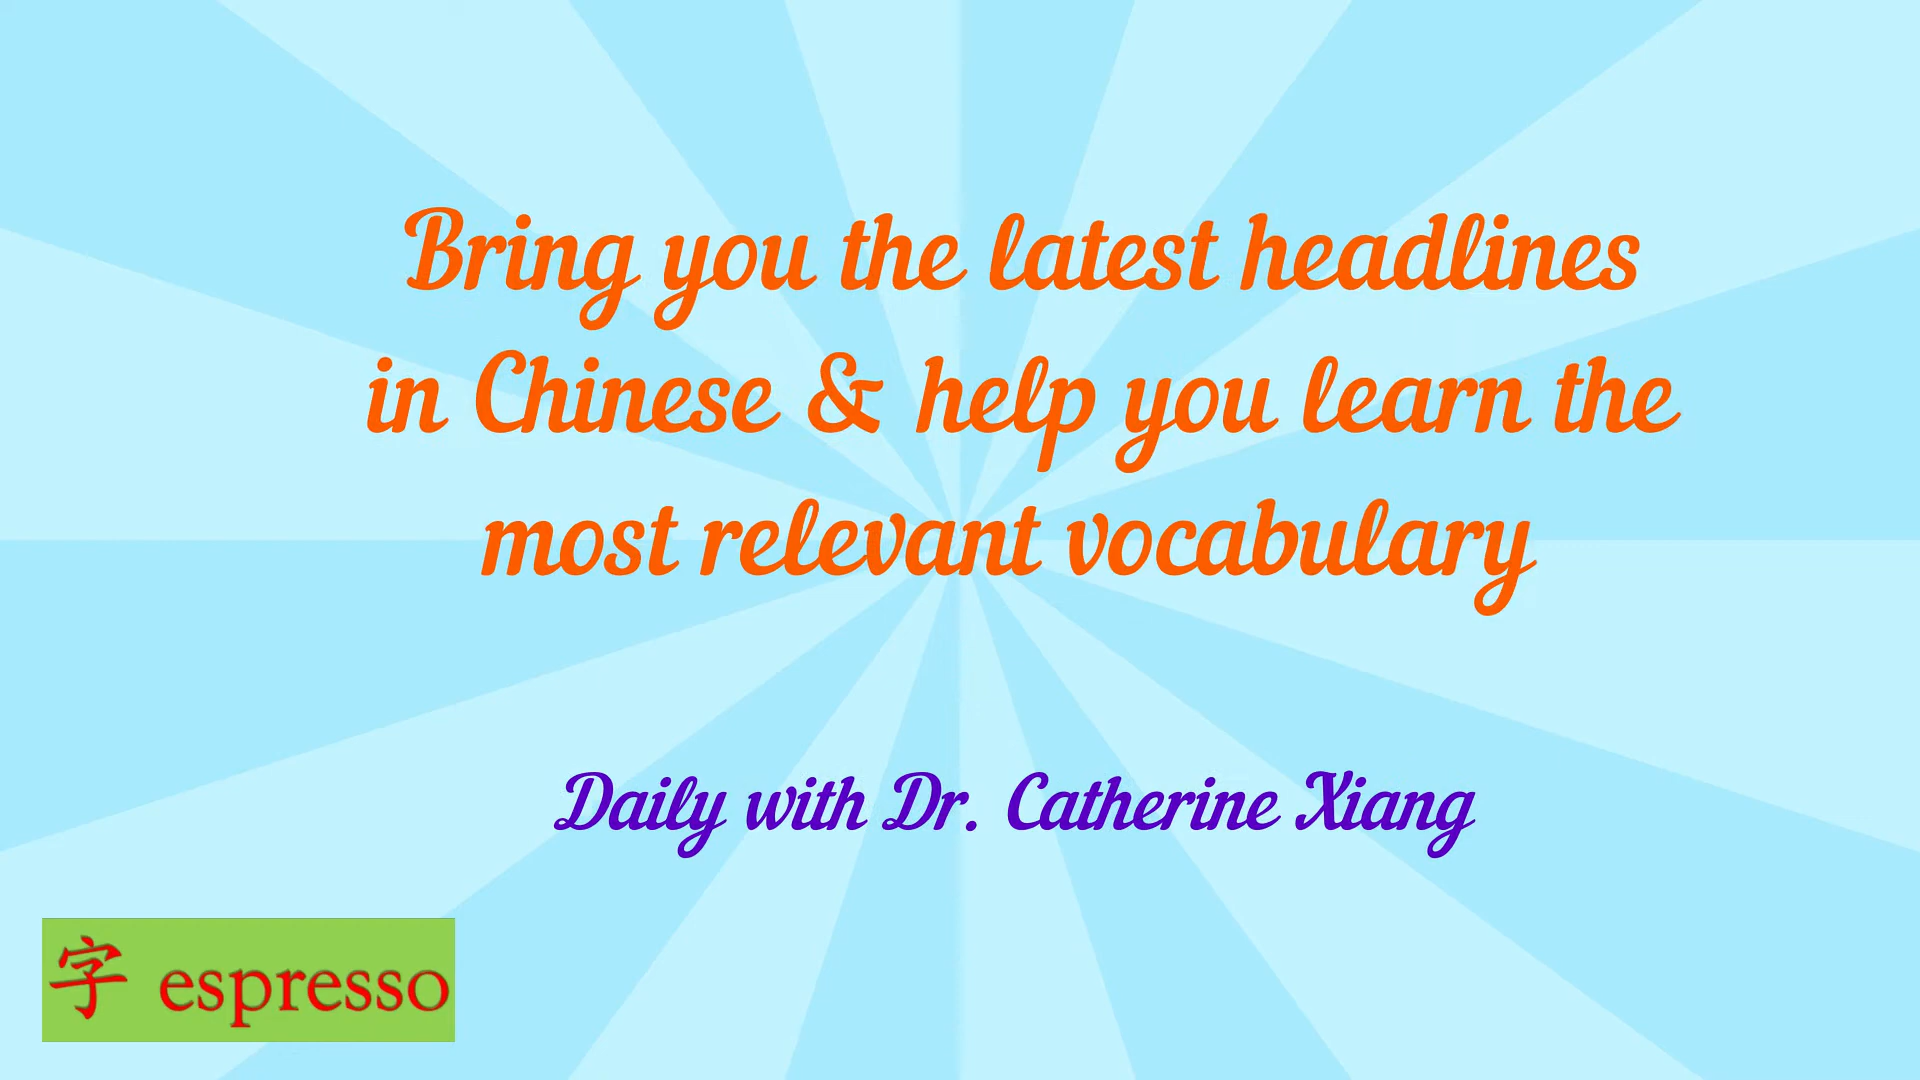 Bring you the latest headlines
in Chinese & help you learn the
most relevant vocabulary
Daily with Dr. Catherine Xiang
字 espresso